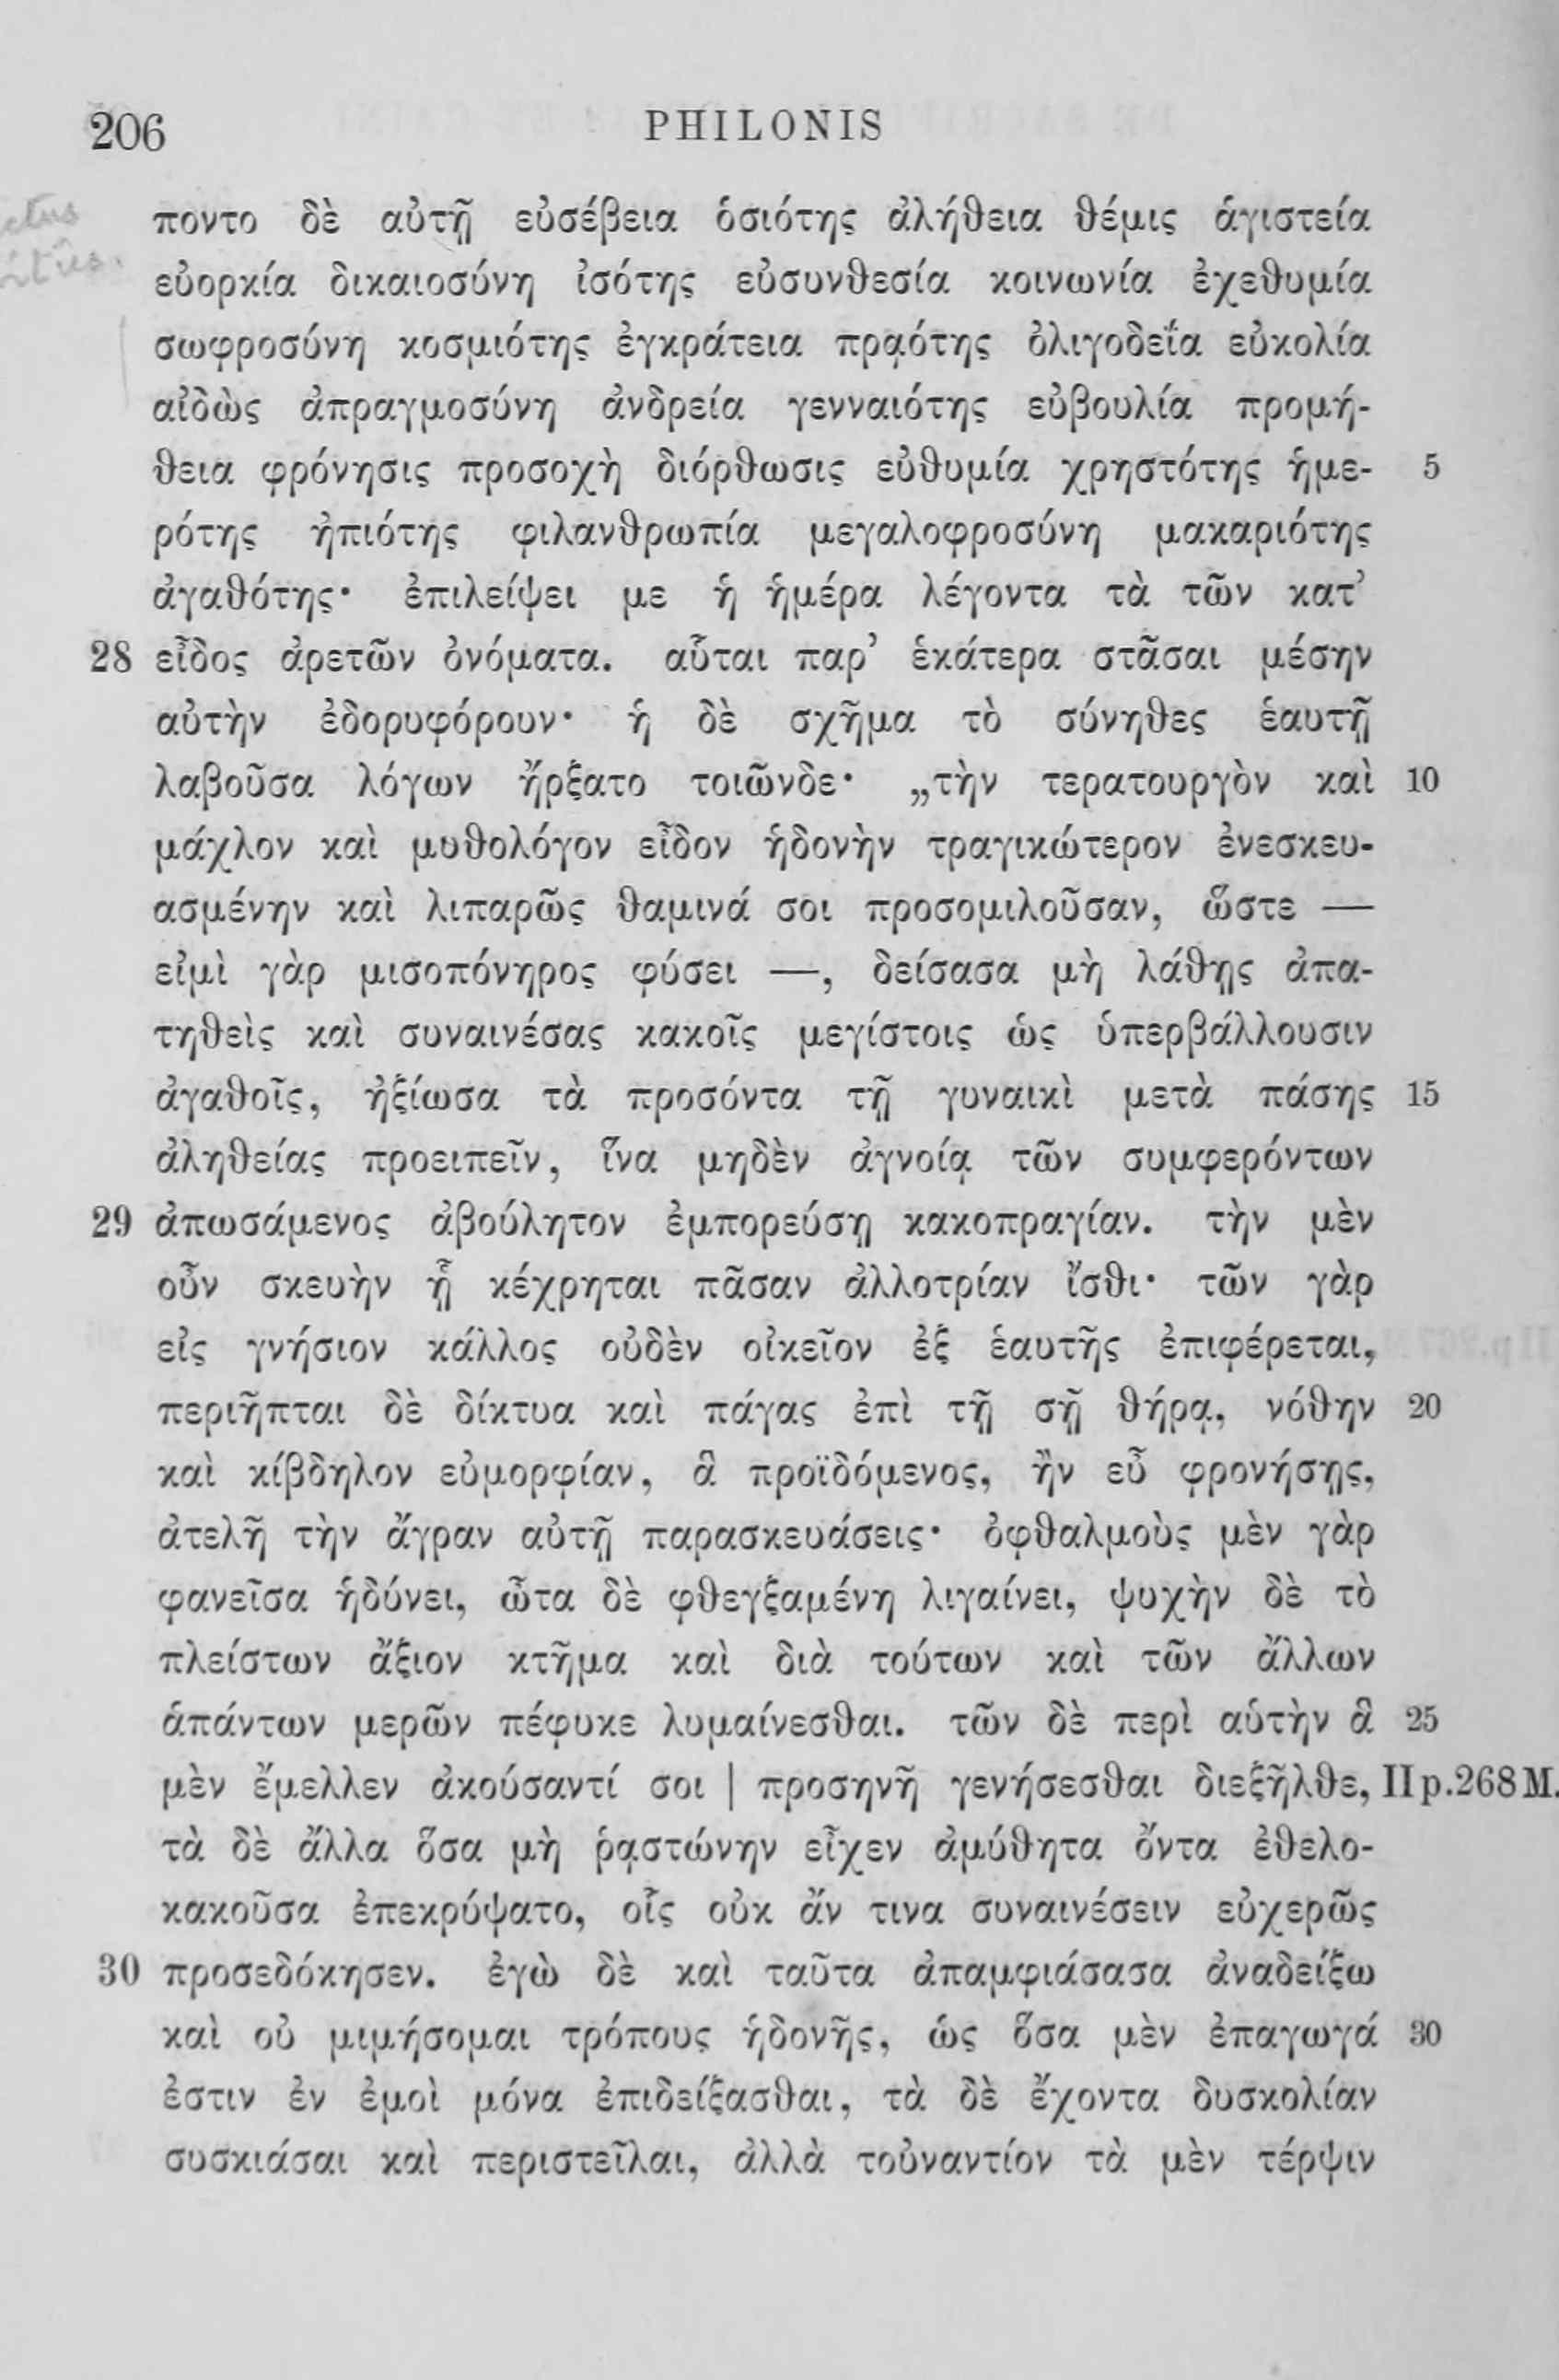 206 PHILONIS
ποντο δὲ αὐτῇ εὐσέβεια ὁσιότης ἀλήθεια θέμις ἁγιστεία
εὐορκία δικαιοσύνη ἰσότης εὐσυνθεσία κοινωνία ἐχεθυμία
σωφροσύνη κοσμιότης ἐγκράτεια πρᾳότης ὀλιγοδεΐα εὐκολία
αἰδὼς ἀπραγμοσύνη ἀνδρεία γενναιότης εὐβουλία προμή-
θεια φρόνησις προσοχὴ διόρθωσις εὐθυμία χρηστότης ἡμε- 5
ρότης ἠπιότης φιλανθρωπία μεγαλοφροσύνη μακαριότης
ἀγαθότης· ἐπιλείψει με ἡ ἡμέρα λέγοντα τὰ τῶν κατ’
28 εἶδος ἀρετῶν ὀνόματα. αὗται παρ’ ἑκάτερα στᾶσαι μέσην
αὐτὴν ἐδορυφόρουν· ἡ δὲ σχῆμα τὸ σύνηθες ἑαυτῇ
λαβοῦσα λόγων ἤρξατο τοιῶνδε· „τὴν τερατουργὸν καὶ 10
μάχλον καὶ μυθολόγον εἶδον ἡδονὴν τραγικώτερον ἐνεσκευ-
ασμένην καὶ λιπαρῶς θαμινά σοι προσομιλοῦσαν, ὥστε —
εἰμὶ γὰρ μισοπόνηρος φύσει —, δείσασα μὴ λάθῃς ἀπα-
τηθεὶς καὶ συναινέσας κακοῖς μεγίστοις ὡς ὑπερβάλλουσιν
ἀγαθοῖς, ἠξίωσα τὰ προσόντα τῇ γυναικὶ μετὰ πάσης 15
ἀληθείας προειπεῖν, ἵνα μηδὲν ἀγνοίᾳ τῶν συμφερόντων
29 ἀπωσάμενος ἀβούλητον ἐμπορεύσῃ κακοπραγίαν. τὴν μὲν
οὖν σκευὴν ᾗ κέχρηται πᾶσαν ἀλλοτρίαν ἴσθι· τῶν γὰρ
εἰς γνήσιον κάλλος οὐδὲν οἰκεῖον ἐξ ἑαυτῆς ἐπιφέρεται,
περιῆπται δὲ δίκτυα καὶ πάγας ἐπὶ τῇ σῇ θήρᾳ, νόθην 20
καὶ κίβδηλον εὐμορφίαν, ἃ προϊδόμενος, ἢν εὖ φρονήσῃς,
ἀτελῆ τὴν ἄγραν αὐτῇ παρασκευάσεις· ὀφθαλμοὺς μὲν γὰρ
φανεῖσα ἡδύνει, ὦτα δὲ φθεγξαμένη λιγαίνει, ψυχὴν δὲ τὸ
πλείστων ἄξιον κτῆμα καὶ διὰ τούτων καὶ τῶν ἄλλων
ἁπάντων μερῶν πέφυκε λυμαίνεσθαι. τῶν δὲ περὶ αὑτὴν ἃ 25
μὲν ἔμελλεν ἀκούσαντί σοι | προσηνῆ γενήσεσθαι διεξῆλθε, II p.268 M.
τὰ δὲ ἄλλα ὅσα μὴ ῥᾳστώνην εἶχεν ἀμύθητα ὄντα ἐθελο-
κακοῦσα ἐπεκρύψατο, οἷς οὐκ ἄν τινα συναινέσειν εὐχερῶς
30 προσεδόκησεν. ἐγὼ δὲ καὶ ταῦτα ἀπαμφιάσασα ἀναδείξω
καὶ οὐ μιμήσομαι τρόπους ἡδονῆς, ὡς ὅσα μὲν ἐπαγωγά 30
ἐστιν ἐν ἐμοὶ μόνα ἐπιδείξασθαι, τὰ δὲ ἔχοντα δυσκολίαν
συσκιάσαι καὶ περιστεῖλαι, ἀλλὰ τοὐναντίον τὰ μὲν τέρψιν